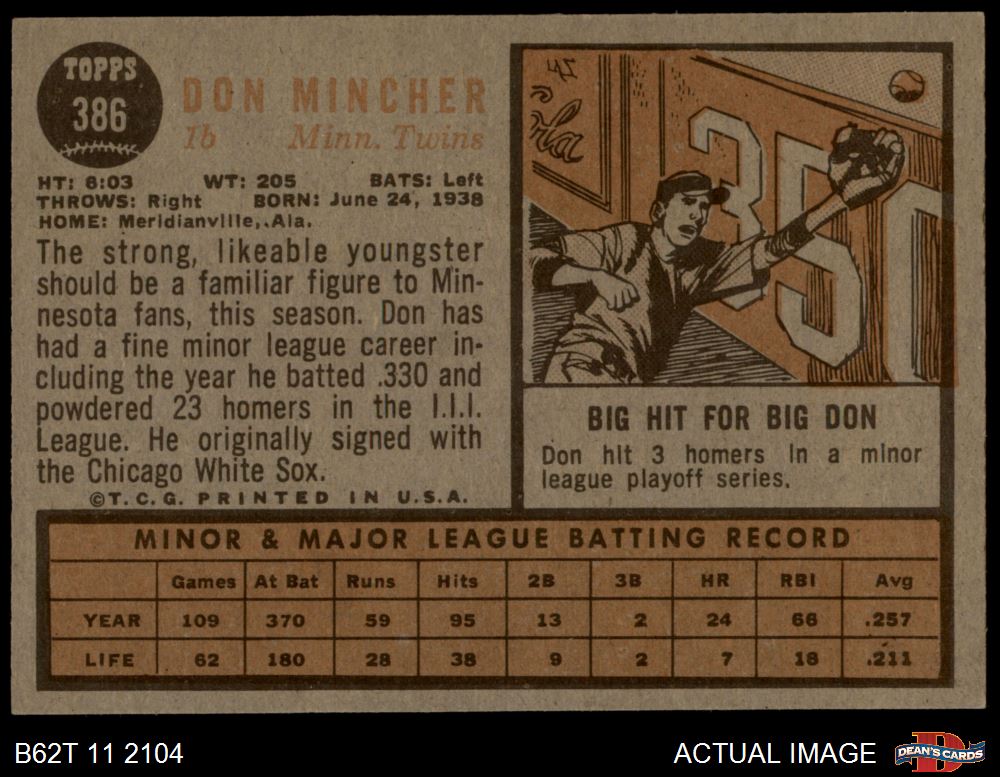 TOPPS
386
DON MINCHER
1b Minn. Twins
HT: 6:03 WT: 205 BATS: Left
THROWS: Right BORN: June 24, 1938
HOME: Meridianville,.Ala.
The strong, likeable youngster
should be a familiar figure to Min-
nesota fans, this season. Don has
had a fine minor league career in-
cluding the year he batted .330 and
powdered 23 homers in the I.I.I.
League. He originally signed with
the Chicago White Sox.
©T.C.G. PRINTED IN U.S.A.
350
BIG HIT FOR BIG DON
Don hit 3 homers in a minor
league playoff series.
MINOR & MAJOR LEAGUE BATTING RECORD
Games At Bat Runs Hits 2B 3B HR RBI Avg
YEAR 109 370 59 95 13 2 24 66 .257
LIFE 62 180 28 38 9 2 7 18 .211
B62T 11 2104
ACTUAL IMAGE
DEAN'S CARDS